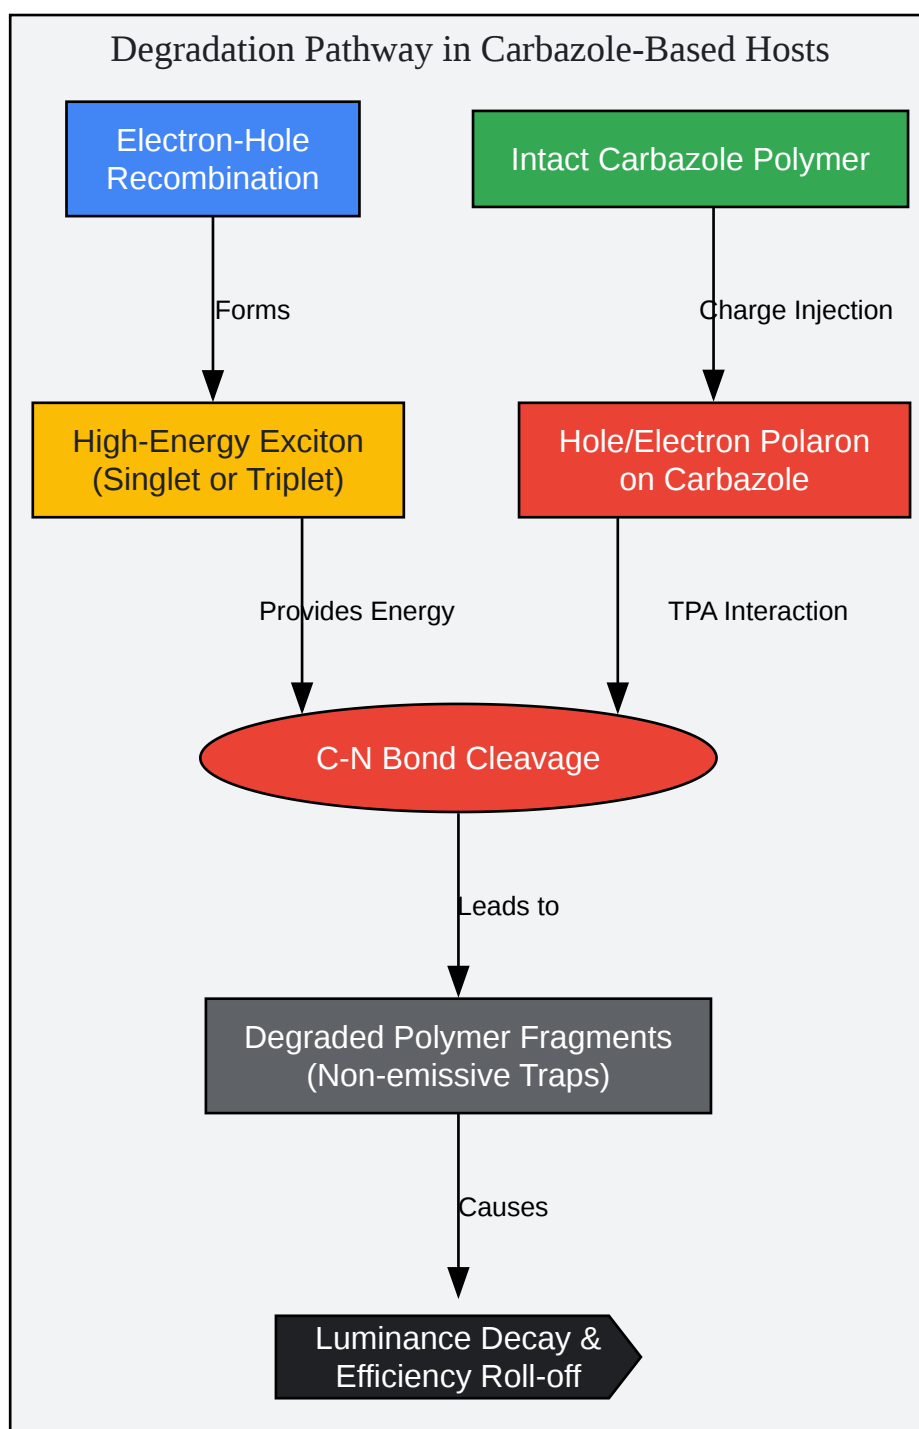 Degradation Pathway in Carbazole-Based Hosts
Electron-Hole
Recombination
Intact Carbazole Polymer
Forms
Charge Injection
High-Energy Exciton
(Singlet or Triplet)
Hole/Electron Polaron
on Carbazole
Provides Energy
TPA Interaction
C-N Bond Cleavage
Leads to
Degraded Polymer Fragments
(Non-emissive Traps)
Causes
Luminance Decay &
Efficiency Roll-off